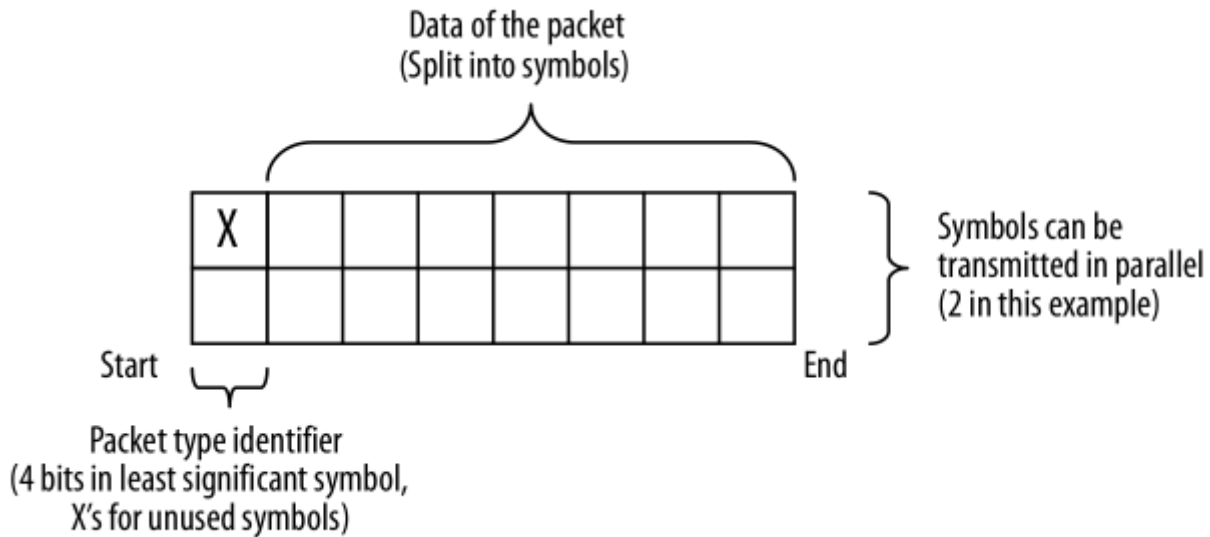 Data of the packet
(Split into symbols)
X
Symbols can be
transmitted in parallel
(2 in this example)
Start
End
Packet type identifier
(4 bits in least significant symbol,
X's for unused symbols)